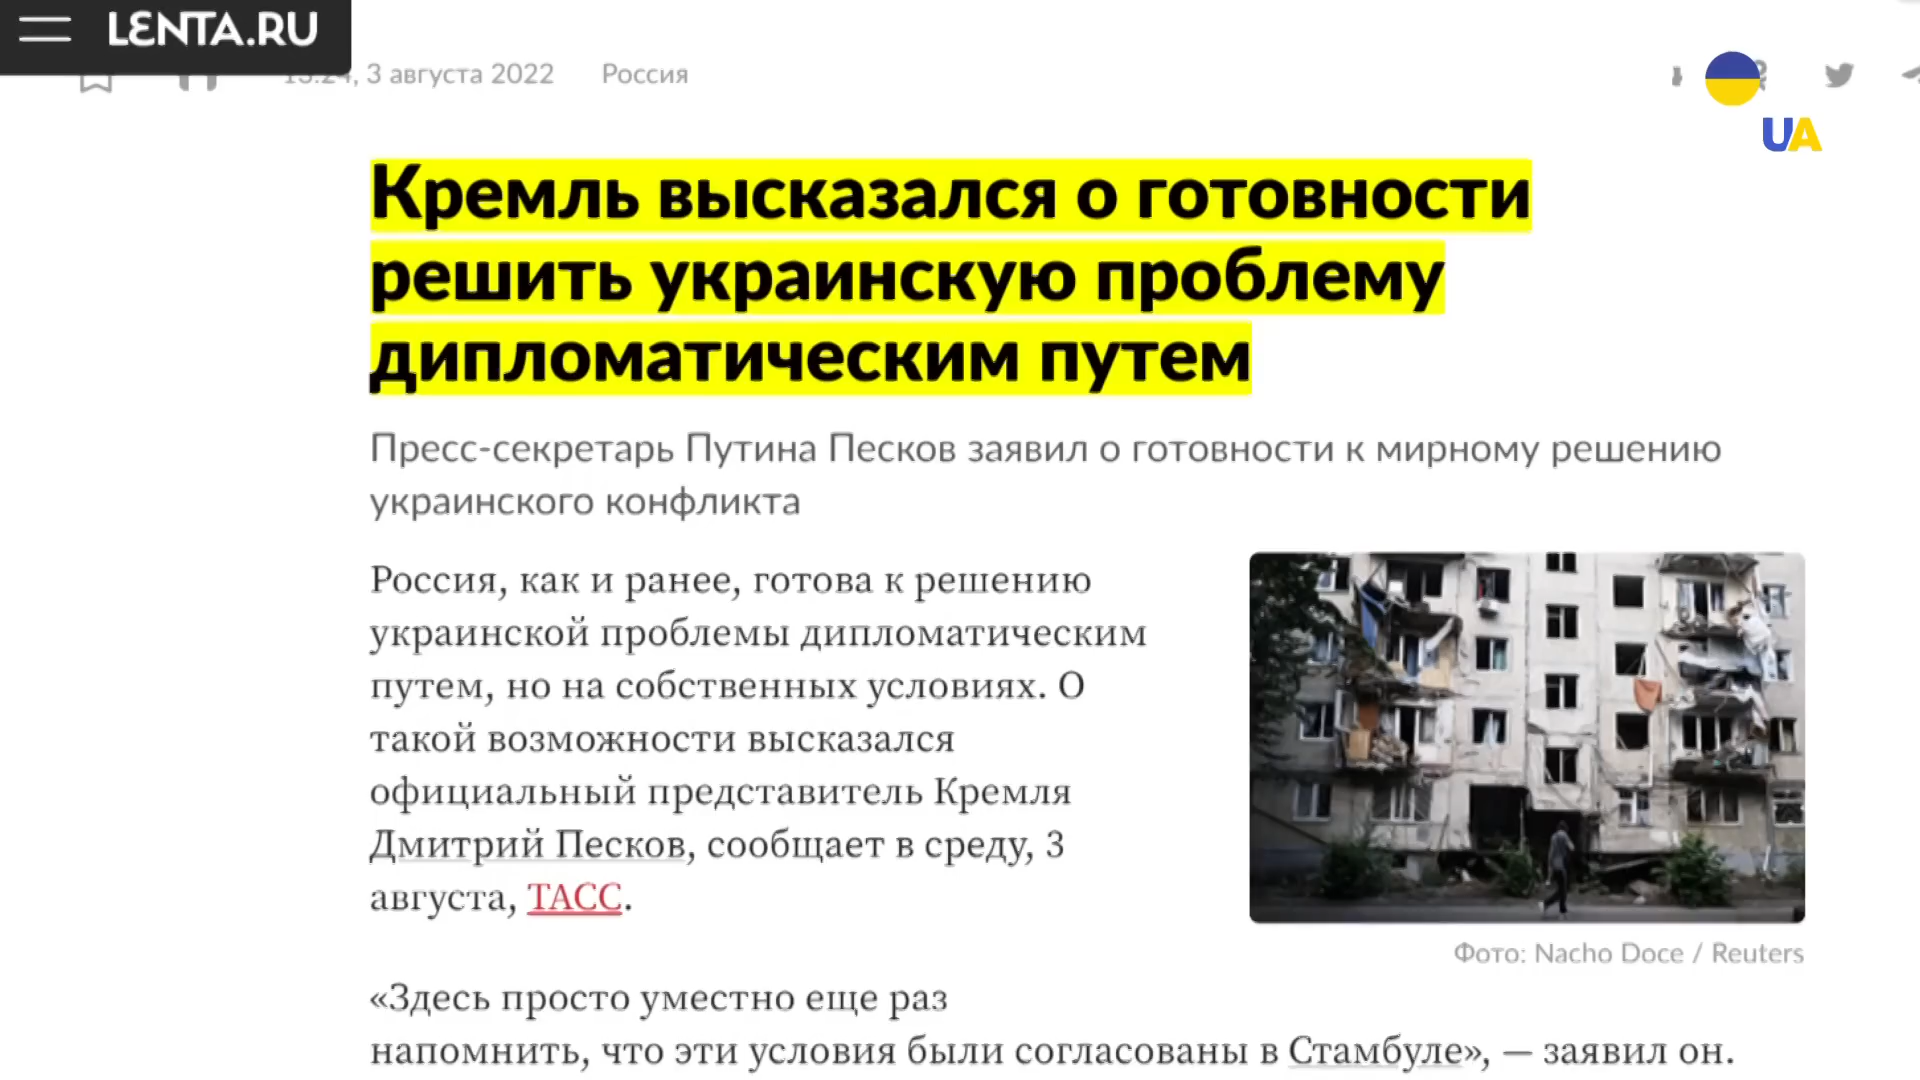 LENTA.RU
3 августа 2022 Россия
UA
Кремль высказался о готовности
решить украинскую проблему
дипломатическим путем
Пресс-секретарь Путина Песков заявил о готовности к мирному решению
украинского конфликта
Россия, как и ранее, готова к решению
украинской проблемы дипломатическим
путем, но на собственных условиях. О
такой возможности высказался
официальный представитель Кремля
Дмитрий Песков, сообщает в среду, 3
августа, ТАСС.
Фото: Nacho Doce / Reuters
«Здесь просто уместно еще раз
напомнить, что эти условия были согласованы в Стамбуле», — заявил он.